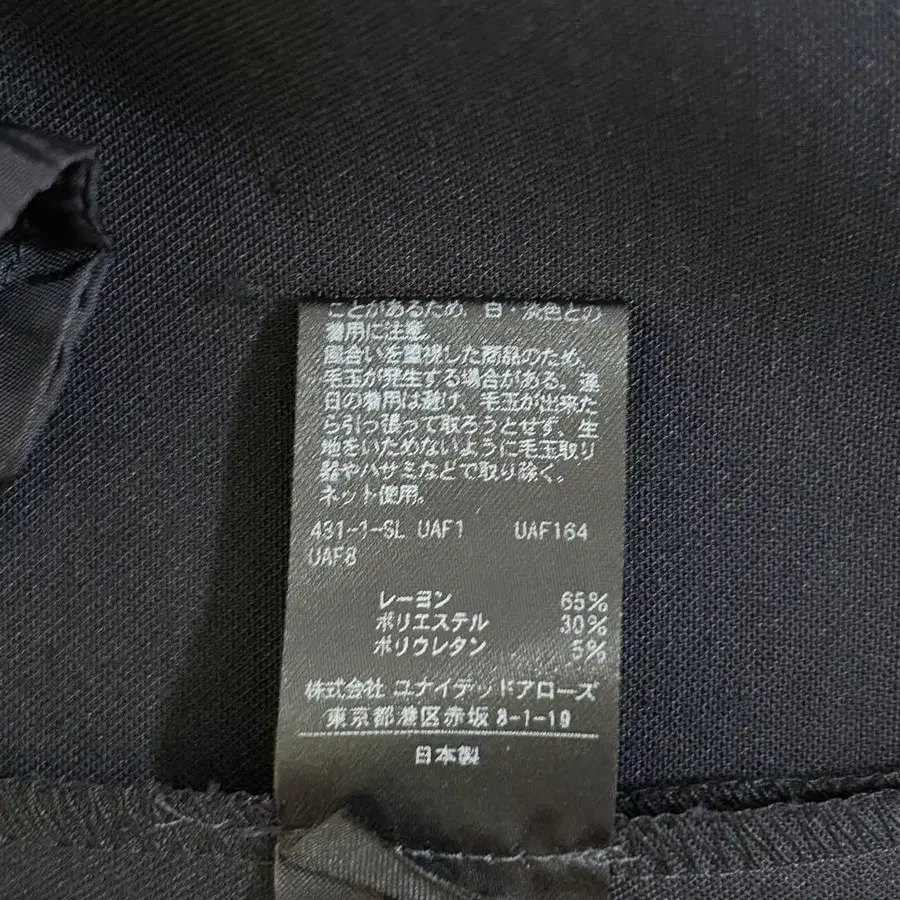 ことがあるため、白・淡色との
着用に注意。
風合いを重視した商品のため、
毛玉が発生する場合がある。連
日の着用は避け、毛玉が出来た
ら引っ張って取ろうとせず、生
地をいためないように毛玉取り
器やハサミなどで取り除く。
ネット使用。
431-1-SL UAF1 UAF164
UAF8
レーヨン 65%
ポリエステル 30%
ポリウレタン 5%
株式会社 ユナイテッドアローズ
東京都港区赤坂 8-1-19
日本製